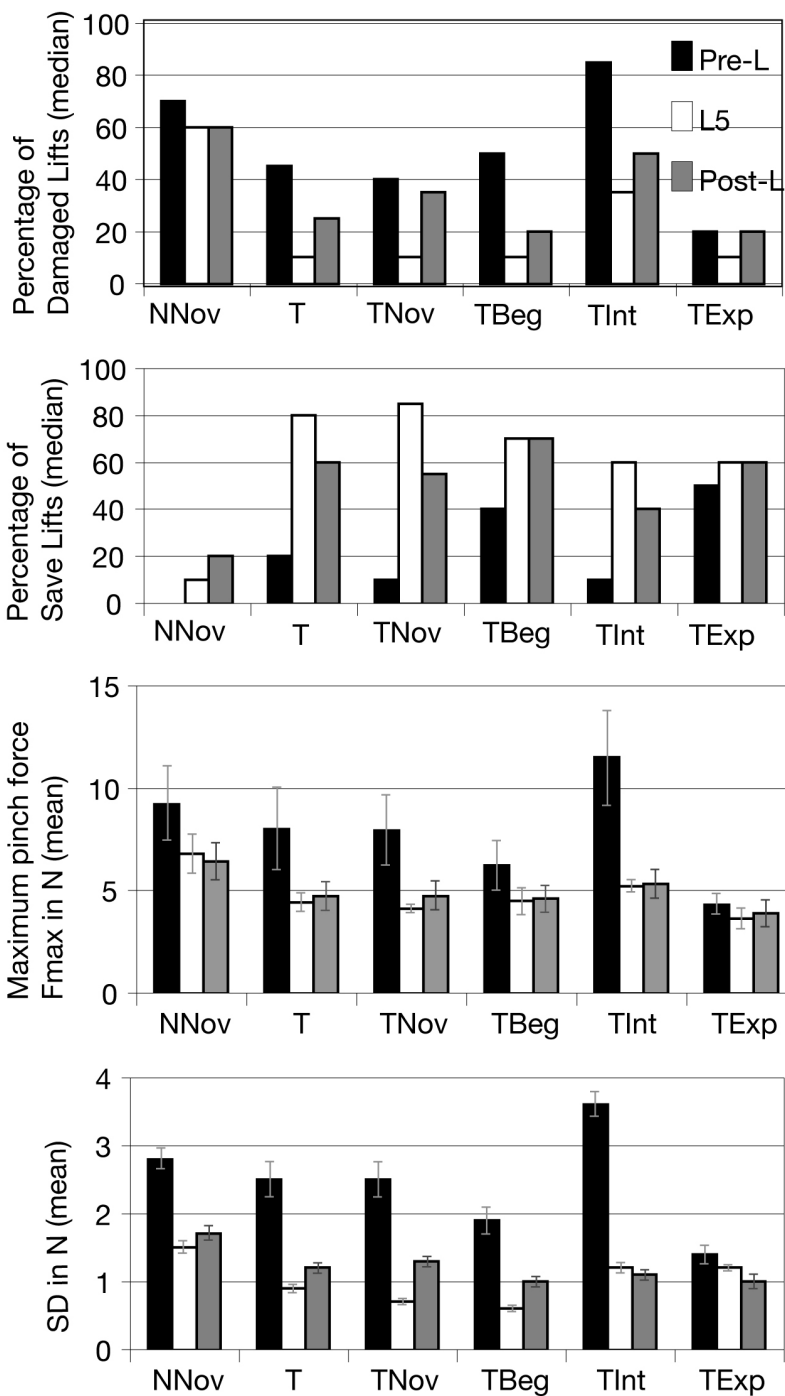 Percentage of
Damaged Lifts (median)
100
80
60
40
20
0
Pre-L
L5
Post-L
NNov T TNov TBeg TInt TExp
Percentage of
Save Lifts (median)
100
80
60
40
20
0
NNov T TNov TBeg TInt TExp
Maximum pinch force
Fmax in N (mean)
15
10
5
0
NNov T TNov TBeg TInt TExp
SD in N (mean)
4
3
2
1
0
NNov T TNov TBeg TInt TExp